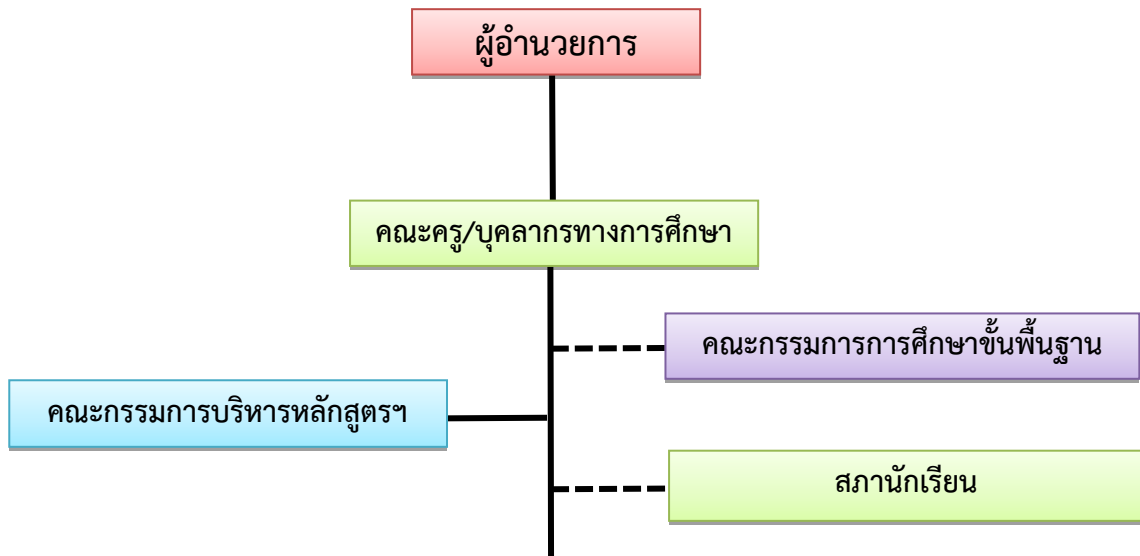 ผู้อำนวยการ
คณะครู/บุคลากรทางการศึกษา
คณะกรรมการการศึกษาขั้นพื้นฐาน
คณะกรรมการบริหารหลักสูตรฯ
สภานักเรียน